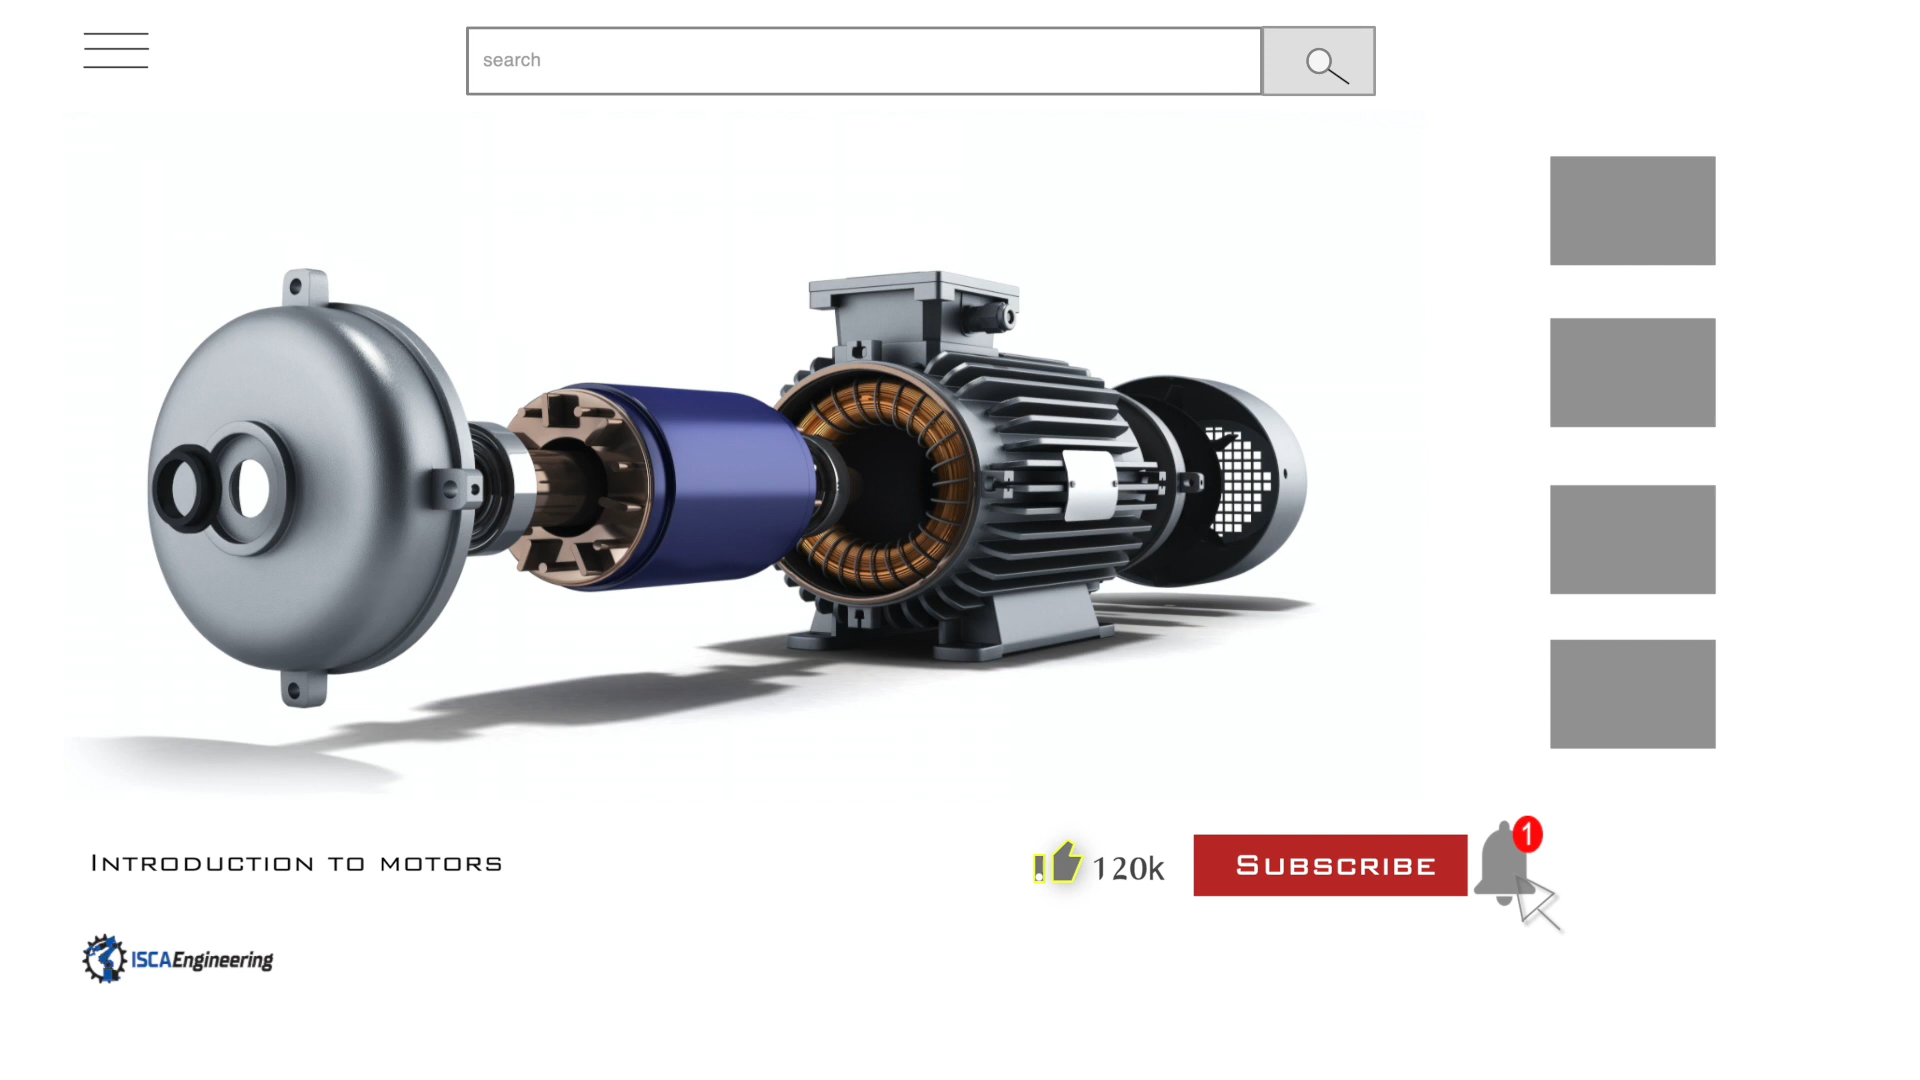 search
INTRODUCTION TO MOTORS
120k
SUBSCRIBE
1
ISCAEngineering